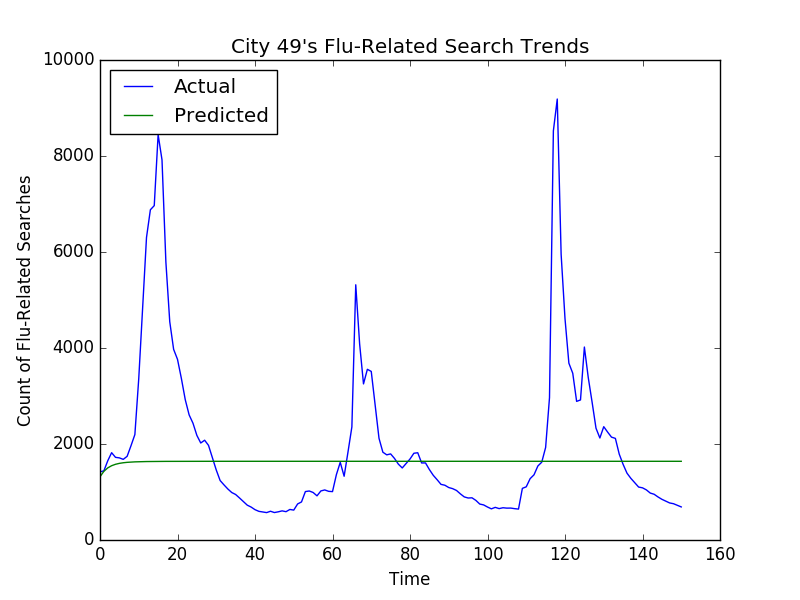 City 49's Flu-Related Search Trends
10000
8000
6000
4000
2000
0
Count of Flu-Related Searches
Actual
Predicted
0 20 40 60 80 100 120 140 160
Time